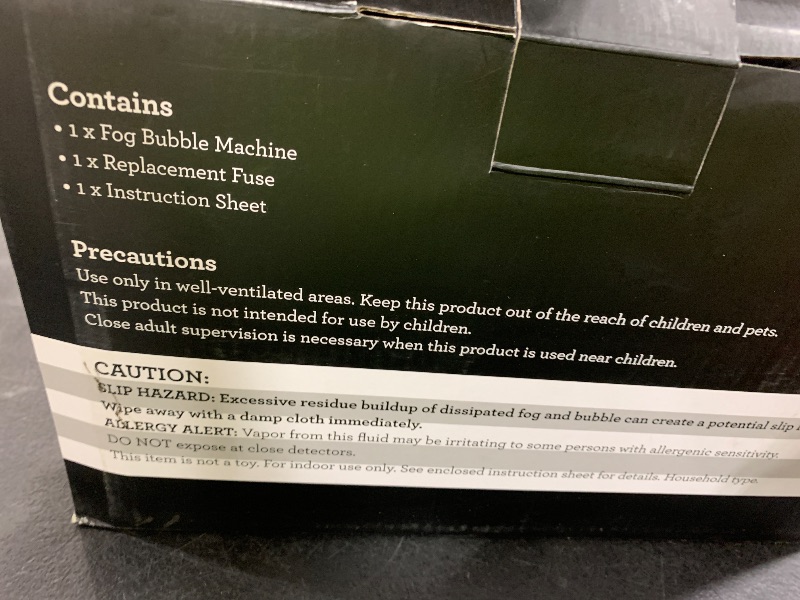 Contains
• 1 x Fog Bubble Machine
• 1 x Replacement Fuse
• 1 x Instruction Sheet
Precautions
Use only in well-ventilated areas. Keep this product out of the reach of children and pets.
This product is not intended for use by children.
Close adult supervision is necessary when this product is used near children.
CAUTION:
SLIP HAZARD: Excessive residue buildup of dissipated fog and bubble can create a potential slip
Wipe away with a damp cloth immediately.
ALLERGY ALERT: Vapor from this fluid may be irritating to some persons with allergenic sensitivity.
DO NOT expose at close detectors.
This item is not a toy. For indoor use only. See enclosed instruction sheet for details. Household type.